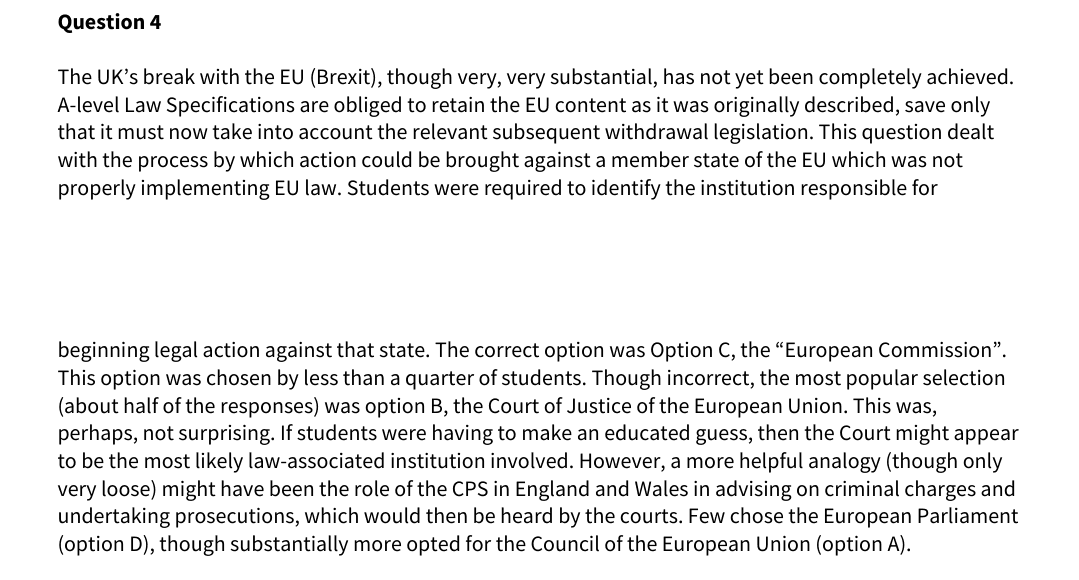 Question 4
The UK’s break with the EU (Brexit), though very, very substantial, has not yet been completely achieved.
A-level Law Specifications are obliged to retain the EU content as it was originally described, save only
that it must now take into account the relevant subsequent withdrawal legislation. This question dealt
with the process by which action could be brought against a member state of the EU which was not
properly implementing EU law. Students were required to identify the institution responsible for
beginning legal action against that state. The correct option was Option C, the “European Commission”.
This option was chosen by less than a quarter of students. Though incorrect, the most popular selection
(about half of the responses) was option B, the Court of Justice of the European Union. This was,
perhaps, not surprising. If students were having to make an educated guess, then the Court might appear
to be the most likely law-associated institution involved. However, a more helpful analogy (though only
very loose) might have been the role of the CPS in England and Wales in advising on criminal charges and
undertaking prosecutions, which would then be heard by the courts. Few chose the European Parliament
(option D), though substantially more opted for the Council of the European Union (option A).